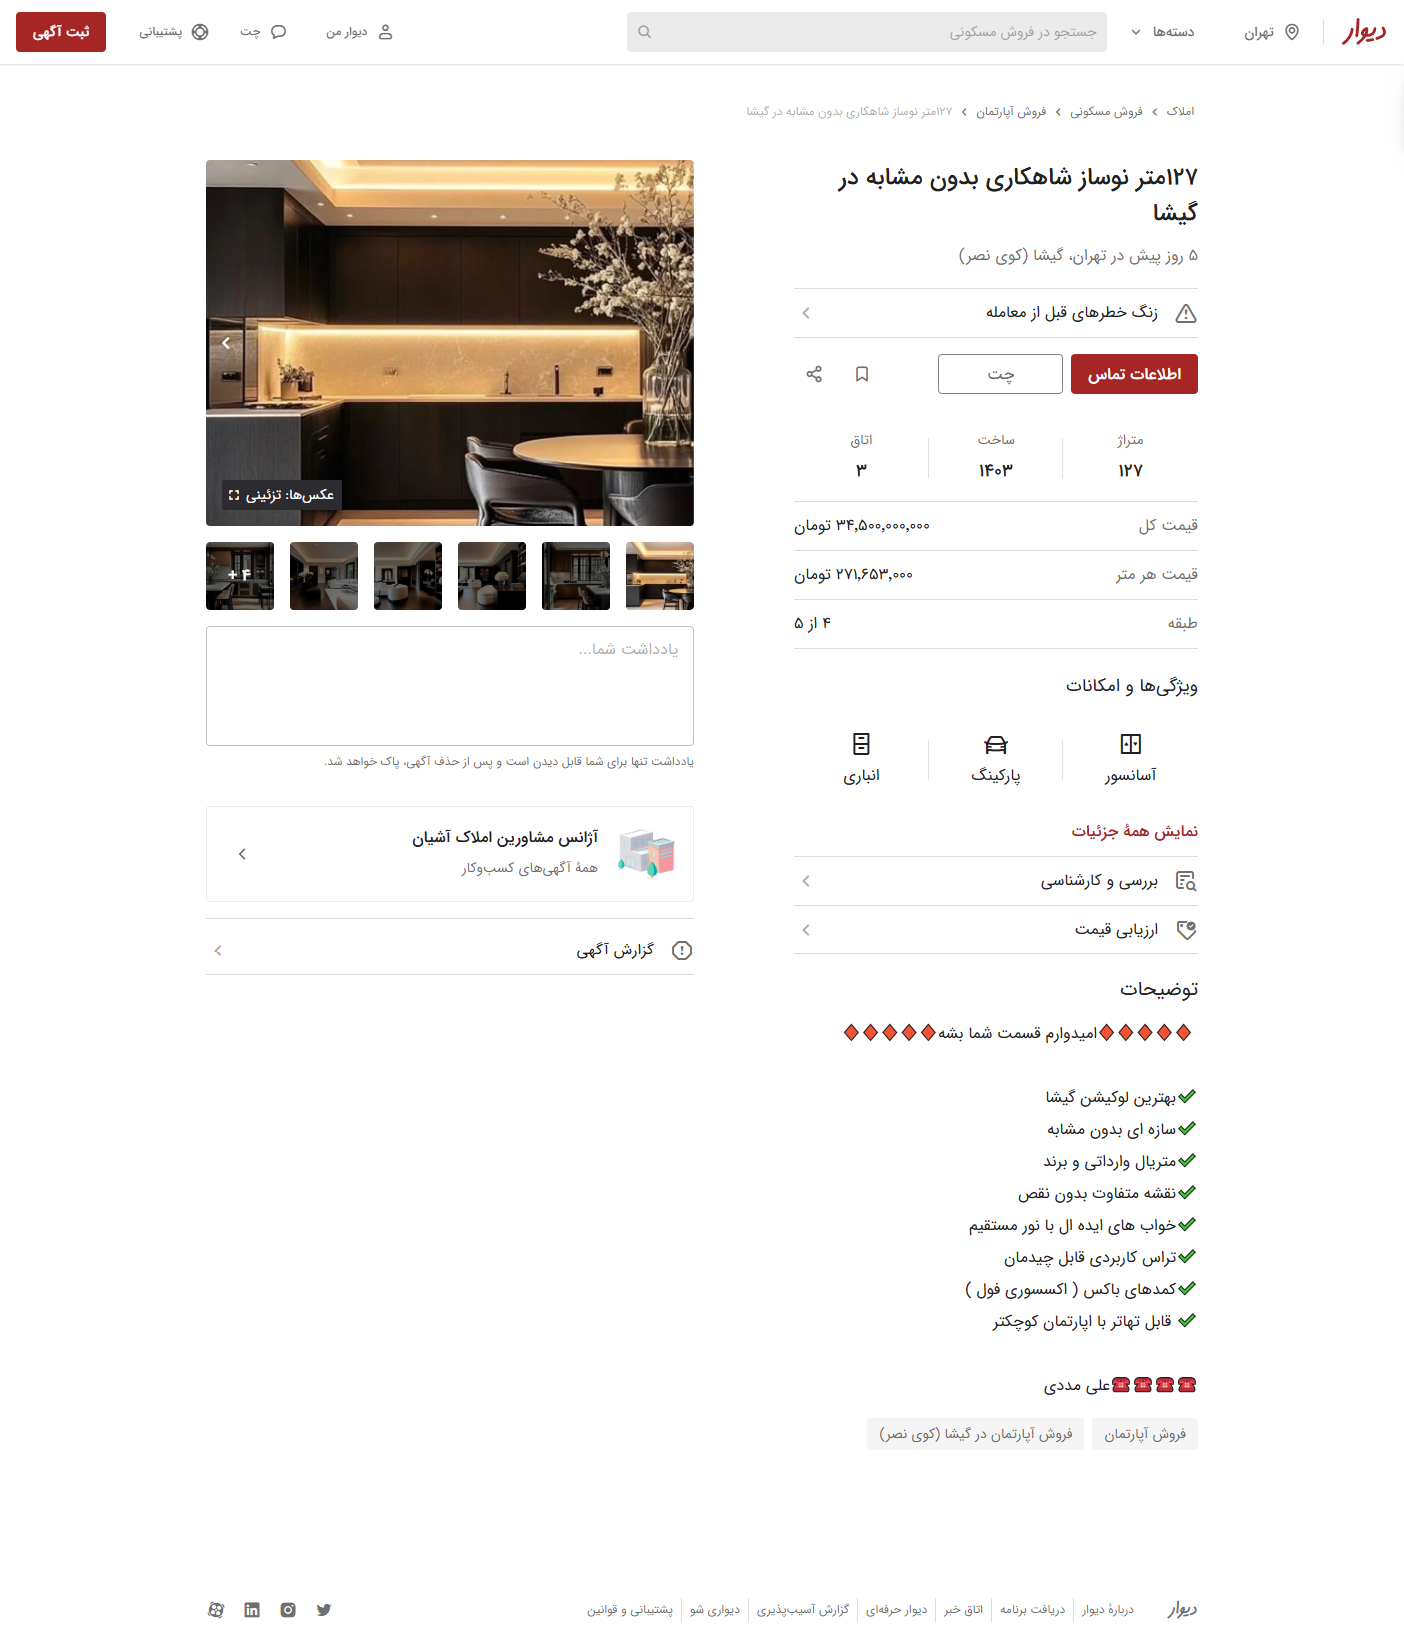 دیوار
تهران
دسته‌ها
جستجو در فروش مسکونی
دیوار من
چت
پشتیبانی
ثبت آگهی
املاک
فروش مسکونی
فروش آپارتمان
۱۲۷متر نوساز شاهکاری بدون مشابه در گیشا
۱۲۷متر نوساز شاهکاری بدون مشابه در
گیشا
۵ روز پیش در تهران، گیشا (کوی نصر)
زنگ خطرهای قبل از معامله
اطلاعات تماس
چت
متراژ
ساخت
اتاق
۱۲۷
۱۴۰۳
۳
قیمت کل
۳۴٬۵۰۰٬۰۰۰٬۰۰۰ تومان
قیمت هر متر
۲۷۱٬۶۵۳٬۰۰۰ تومان
طبقه
۴ از ۵
ویژگی‌ها و امکانات
آسانسور
پارکینگ
انباری
نمایش همهٔ جزئیات
بررسی و کارشناسی
ارزیابی قیمت
توضیحات
♦️♦️♦️♦️♦️امیدوارم قسمت شما بشه♦️♦️♦️♦️♦️
✔️بهترین لوکیشن گیشا
✔️سازه ای بدون مشابه
✔️متریال وارداتی و برند
✔️نقشه متفاوت بدون نقص
✔️خواب های ایده ال با نور مستقیم
✔️تراس کاربردی قابل چیدمان
✔️کمدهای باکس ( اکسسوری فول )
✔️ قابل تهاتر با اپارتمان کوچکتر
☎️☎️☎️☎️علی مددی
فروش آپارتمان
فروش آپارتمان در گیشا (کوی نصر)
عکس‌ها: تزئینی
۴ +
یادداشت شما...
یادداشت تنها برای شما قابل دیدن است و پس از حذف آگهی، پاک خواهد شد.
آژانس مشاورین املاک آشیان
همهٔ آگهی‌های کسب‌وکار
گزارش آگهی
دیوار
دربارهٔ دیوار
دریافت برنامه
اتاق خبر
دیوار حرفه‌ای
گزارش آسیب‌پذیری
دیواری شو
پشتیبانی و قوانین